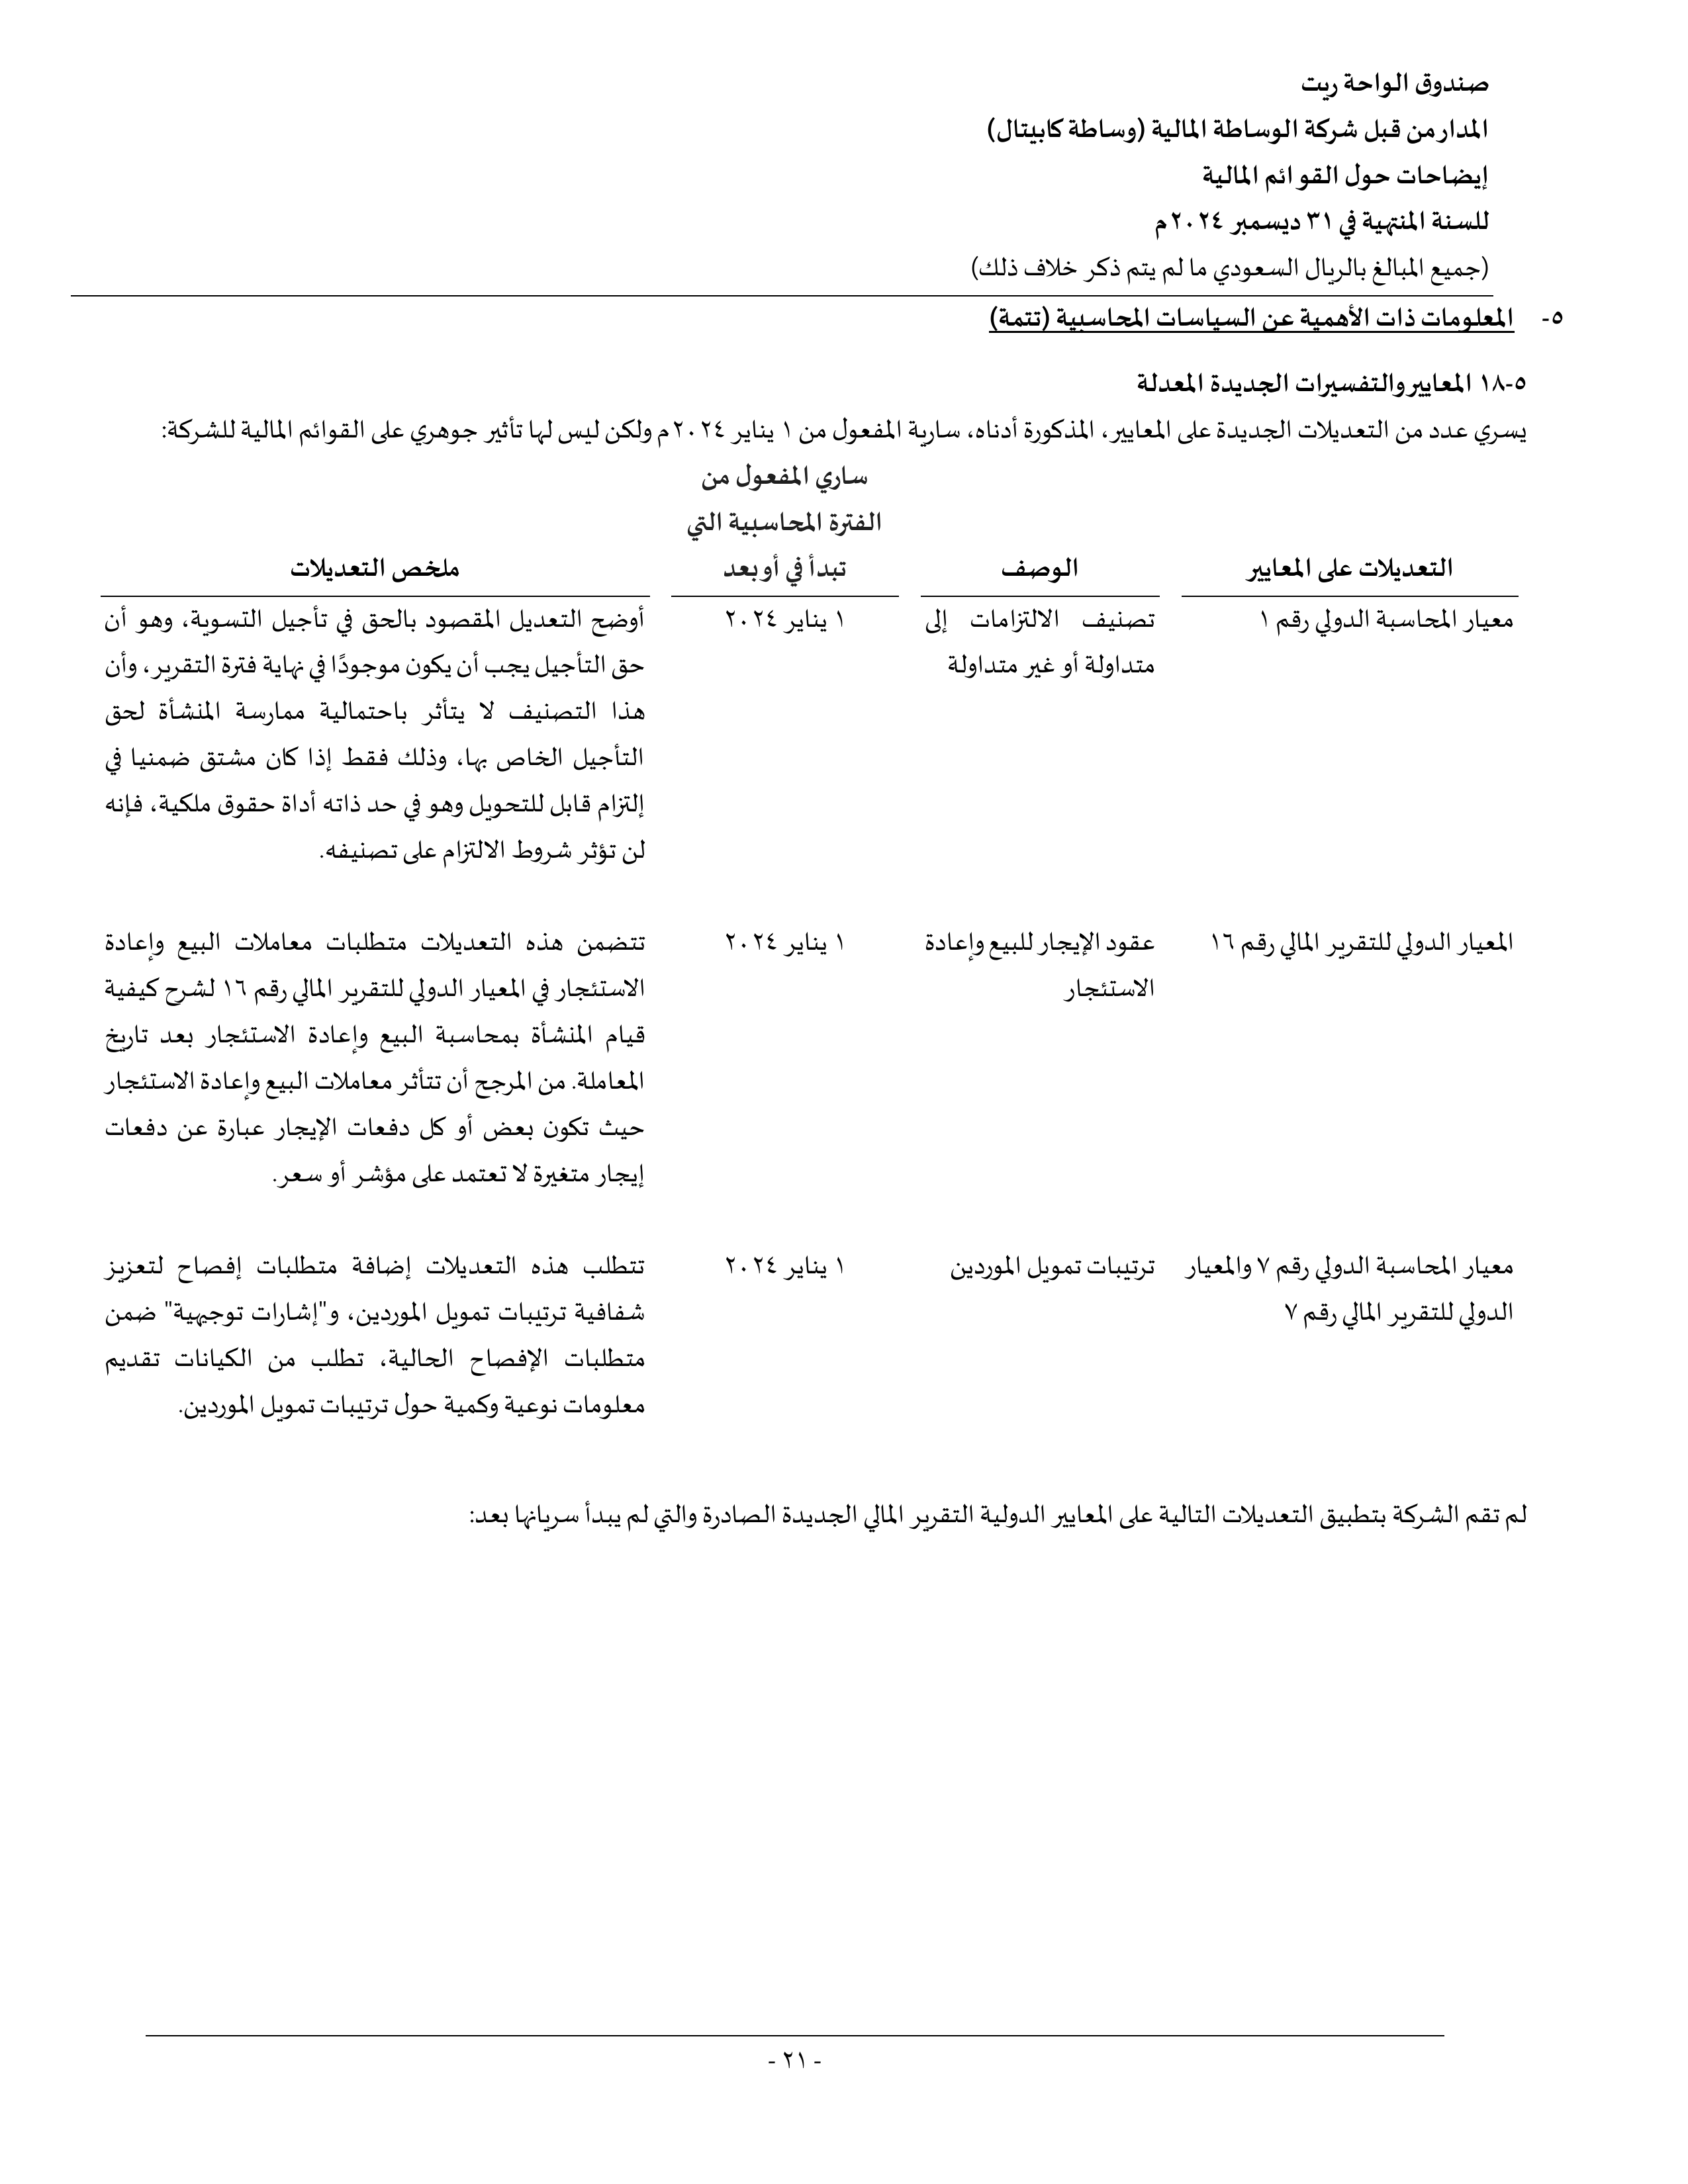 صندوق الواحة ريت
المدار من قبل شركة الوساطة المالية (وساطة كابيتال)
إيضاحات حول القوائم المالية
للسنة المنتهية في ٣١ ديسمبر ٢٠٢٤م
(جميع المبالغ بالريال السعودي ما لم يتم ذكر خلاف ذلك)
٥- المعلومات ذات الأهمية عن السياسات المحاسبية (تتمة)
٥-١٨ المعايير والتفسيرات الجديدة المعدلة
يسري عدد من التعديلات الجديدة على المعايير، المذكورة أدناه، سارية المفعول من ١ يناير ٢٠٢٤م ولكن ليس لها تأثير جوهري على القوائم المالية للشركة:
ساري المفعول من
الفترة المحاسبية التي
التعديلات على المعايير الوصف تبدأ في أو بعد ملخص التعديلات
معيار المحاسبة الدولي رقم ١ تصنيف الالتزامات إلى ١ يناير ٢٠٢٤ أوضح التعديل المقصود بالحق في تأجيل التسوية، وهو أن
متداولة أو غير متداولة حق التأجيل يجب أن يكون موجودًا في نهاية فترة التقرير، وأن
هذا التصنيف لا يتأثر باحتمالية ممارسة المنشأة لحق
التأجيل الخاص بها، وذلك فقط إذا كان مشتق ضمنيا في
إلتزام قابل للتحويل وهو في حد ذاته أداة حقوق ملكية، فإنه
لن تؤثر شروط الالتزام على تصنيفه.
المعيار الدولي للتقرير المالي رقم ١٦ عقود الإيجار للبيع وإعادة ١ يناير ٢٠٢٤ تتضمن هذه التعديلات متطلبات معاملات البيع وإعادة
الاستئجار الاستئجار في المعيار الدولي للتقرير المالي رقم ١٦ لشرح كيفية
قيام المنشأة بمحاسبة البيع وإعادة الاستئجار بعد تاريخ
المعاملة. من المرجح أن تتأثر معاملات البيع وإعادة الاستئجار
حيث تكون بعض أو كل دفعات الإيجار عبارة عن دفعات
إيجار متغيرة لا تعتمد على مؤشر أو سعر.
معيار المحاسبة الدولي رقم ٧ والمعيار ترتيبات تمويل الموردين ١ يناير ٢٠٢٤ تتطلب هذه التعديلات إضافة متطلبات إفصاح لتعزيز
الدولي للتقرير المالي رقم ٧ شفافية ترتيبات تمويل الموردين، و"إشارات توجيهية" ضمن
متطلبات الإفصاح الحالية، تطلب من الكيانات تقديم
معلومات نوعية وكمية حول ترتيبات تمويل الموردين.
لم تقم الشركة بتطبيق التعديلات التالية على المعايير الدولية التقرير المالي الجديدة الصادرة والتي لم يبدأ سريانها بعد:
- ٢١ -